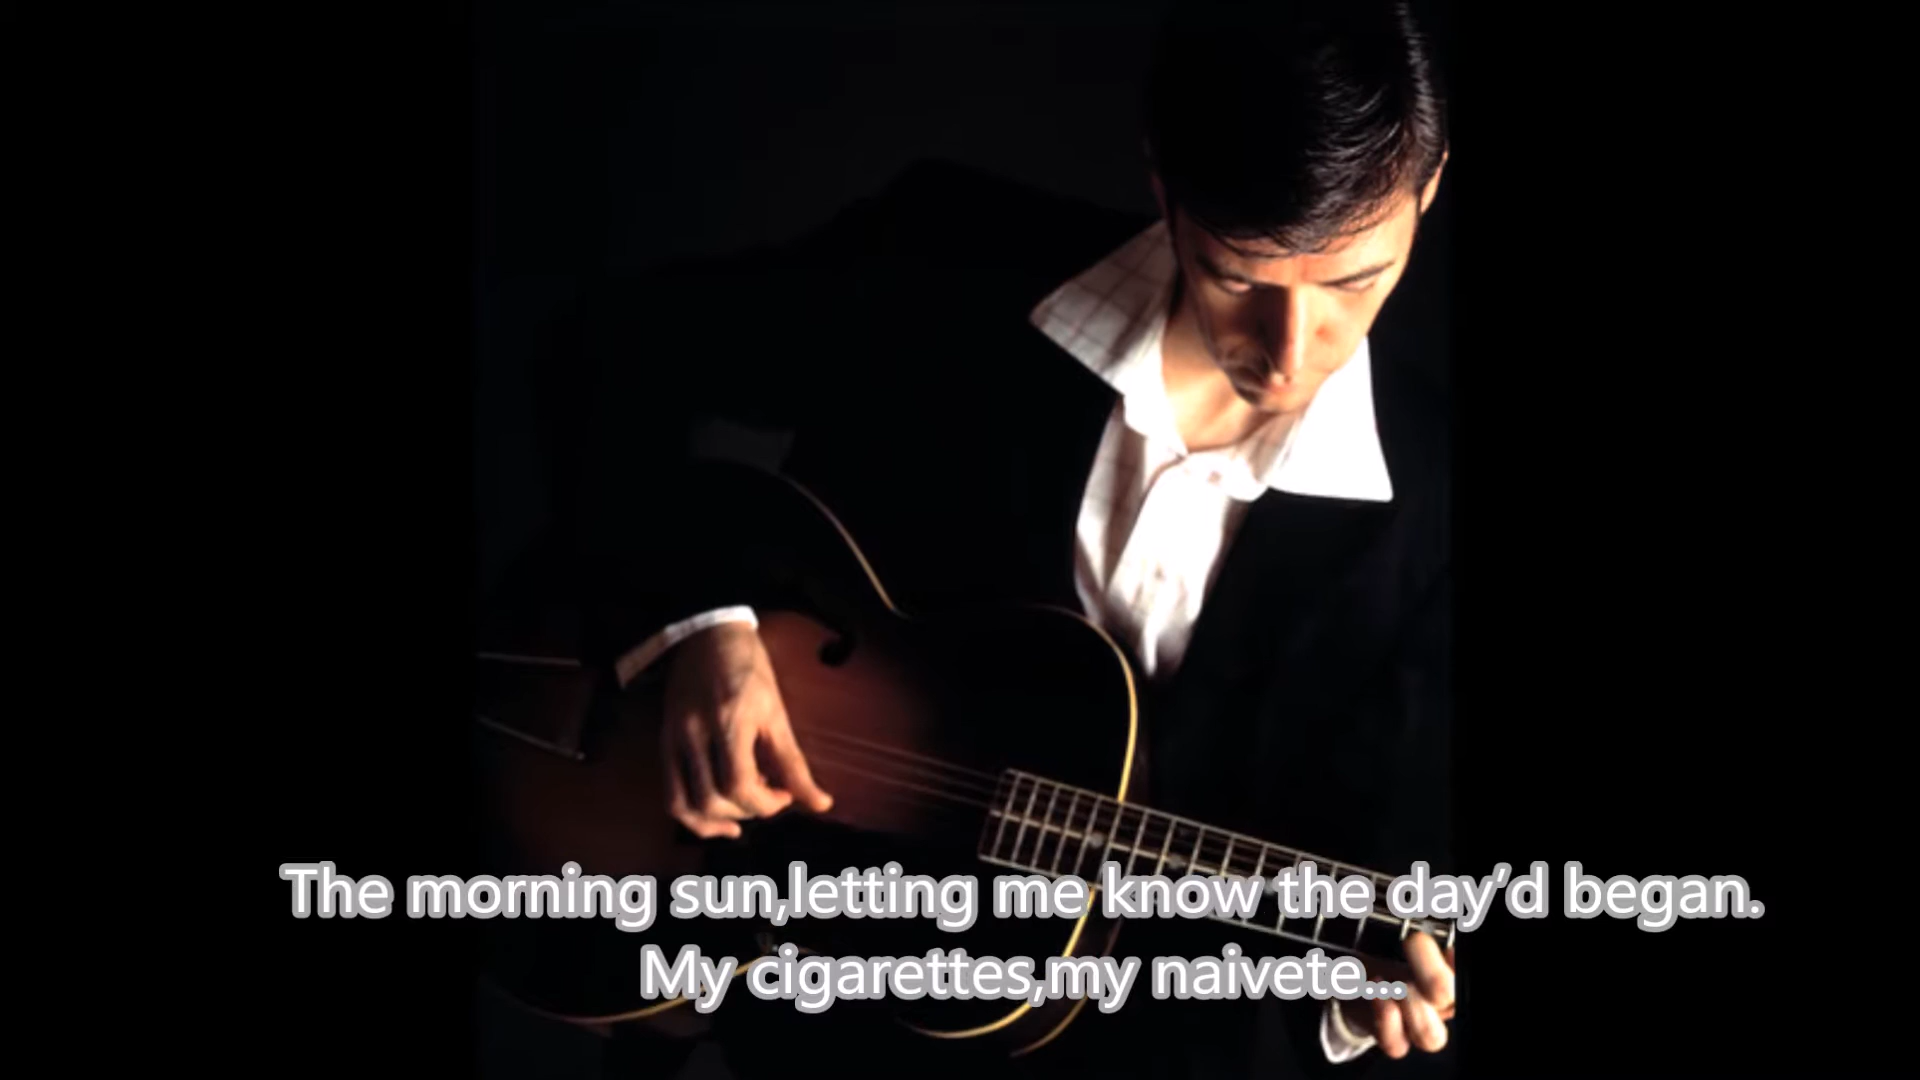 The morning sun,letting me know the day’d began.
My cigarettes,my naivete...